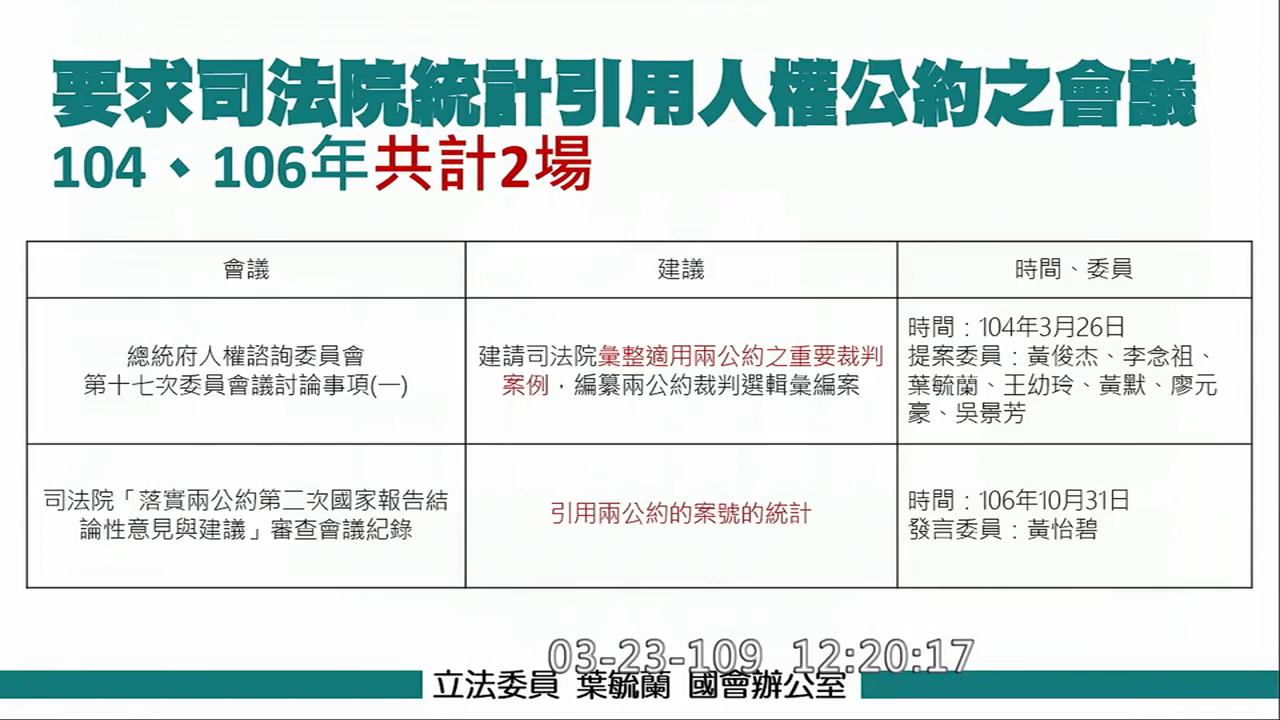 要求司法院統計引用人權公約之會議
104、106年共計2場
會議
建議
時間、委員
總統府人權諮詢委員會
第十七次委員會議討論事項(一)
建請司法院彙整適用兩公約之重要裁判
案例，編纂兩公約裁判選輯彙編案
時間：104年3月26日
提案委員：黃俊杰、李念祖、
葉毓蘭、王幼玲、黃默、廖元
豪、吳景芳
司法院「落實兩公約第二次國家報告結
論性意見與建議」審查會議紀錄
引用兩公約的案號的統計
時間：106年10月31日
發言委員：黃怡碧
03-23-109 12:20:17
立法委員 葉毓蘭 國會辦公室